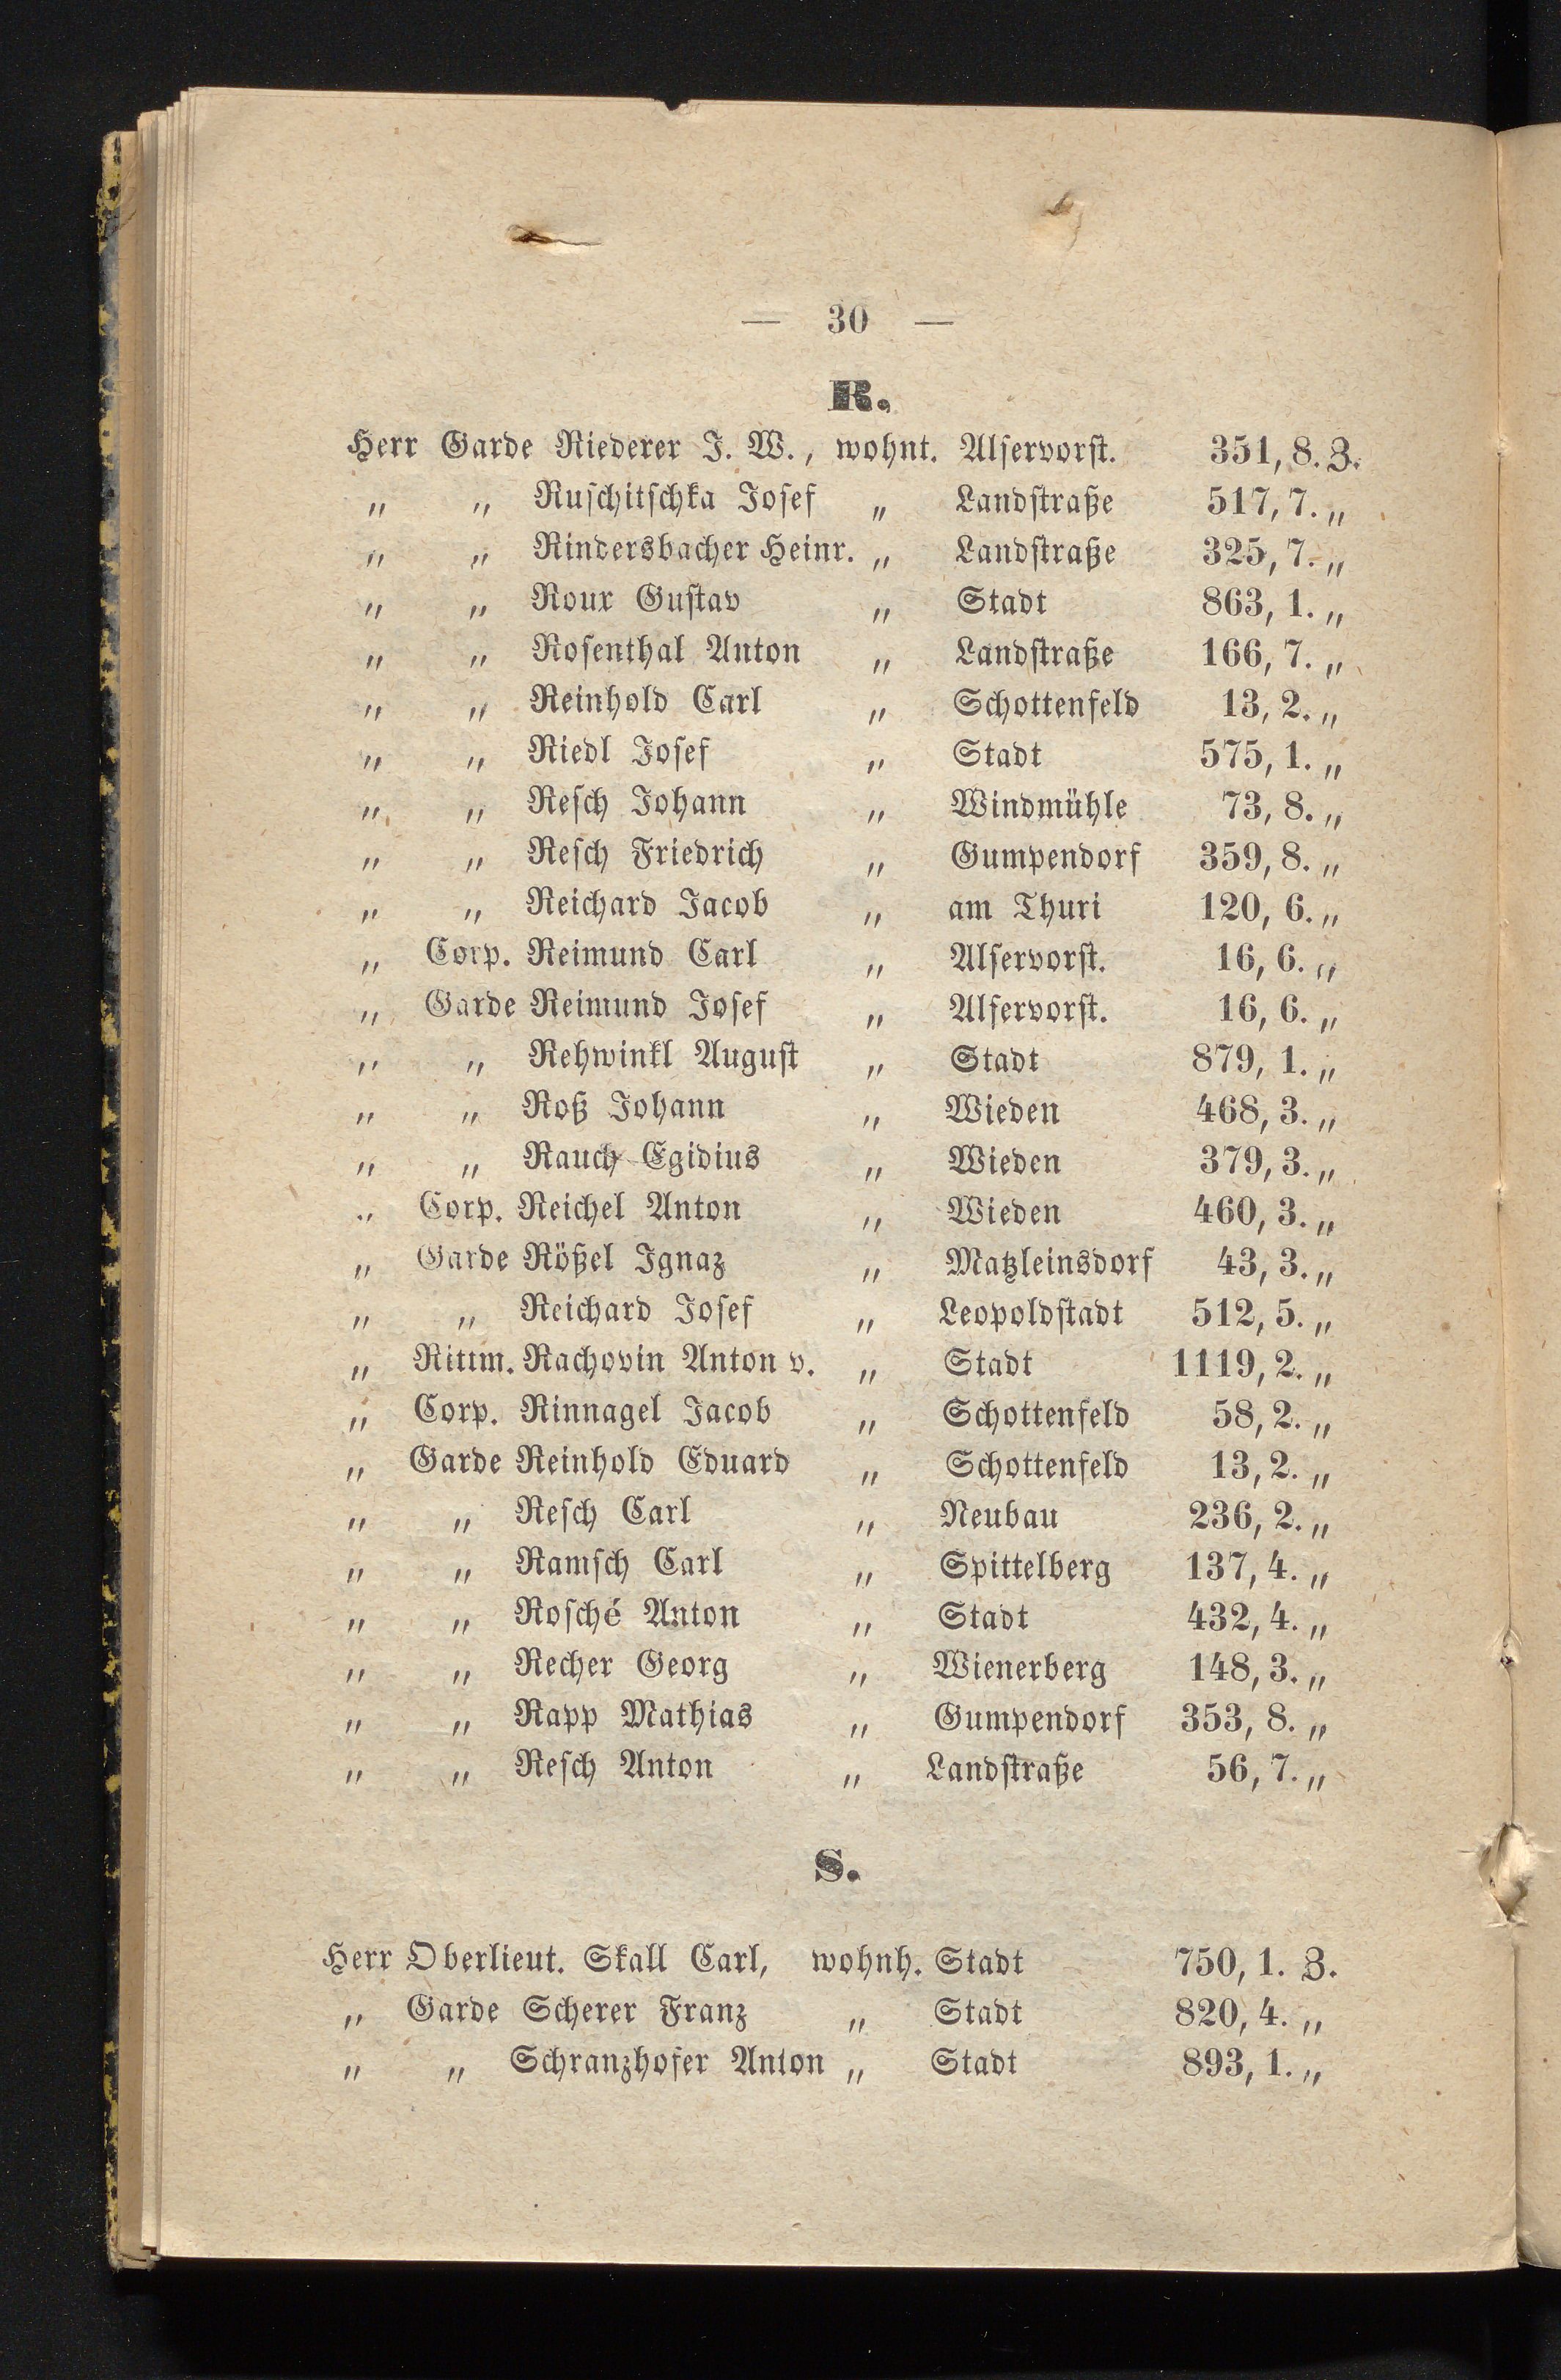 — 30 —
R.
Herr Garde Riederer J. W., wohnt. Alservorst. 351, 8. Z.
„ „ Ruschitschka Josef „ Landstraße 517, 7. „
„ „ Rindersbacher Heinr. „ Landstraße 325, 7. „
„ „ Roux Gustav „ Stadt 863, 1. „
„ „ Rosenthal Anton „ Landstraße 166, 7. „
„ „ Reinhold Carl „ Schottenfeld 13, 2. „
„ „ Riedl Josef „ Stadt 575, 1. „
„ „ Resch Johann „ Windmühle 73, 8. „
„ „ Resch Friedrich „ Gumpendorf 359, 8. „
„ „ Reichard Jacob „ am Thuri 120, 6. „
„ Corp. Reimund Carl „ Alservorst. 16, 6. „
„ Garde Reimund Josef „ Alservorst. 16, 6. „
„ „ Rehwinkl August „ Stadt 879, 1. „
„ „ Roß Johann „ Wieden 468, 3. „
„ „ Rauch Egidius „ Wieden 379, 3. „
„ Corp. Reichel Anton „ Wieden 460, 3. „
„ Garde Rößel Ignaz „ Matzleinsdorf 43, 3. „
„ „ Reichard Josef „ Leopoldstadt 512, 5. „
„ Rittm. Rachovin Anton v. „ Stadt 1119, 2. „
„ Corp. Rinnagel Jacob „ Schottenfeld 58, 2. „
„ Garde Reinhold Eduard „ Schottenfeld 13, 2. „
„ „ Resch Carl „ Neubau 236, 2. „
„ „ Ramsch Carl „ Spittelberg 137, 4. „
„ „ Rosché Anton „ Stadt 432, 4. „
„ „ Recher Georg „ Wienerberg 148, 3. „
„ „ Rapp Mathias „ Gumpendorf 353, 8. „
„ „ Resch Anton „ Landstraße 56, 7. „
S.
Herr Oberlieut. Skall Carl, wohnh. Stadt 750, 1. Z.
„ Garde Scherer Franz „ Stadt 820, 4. „
„ „ Schranzhofer Anton „ Stadt 893, 1. „